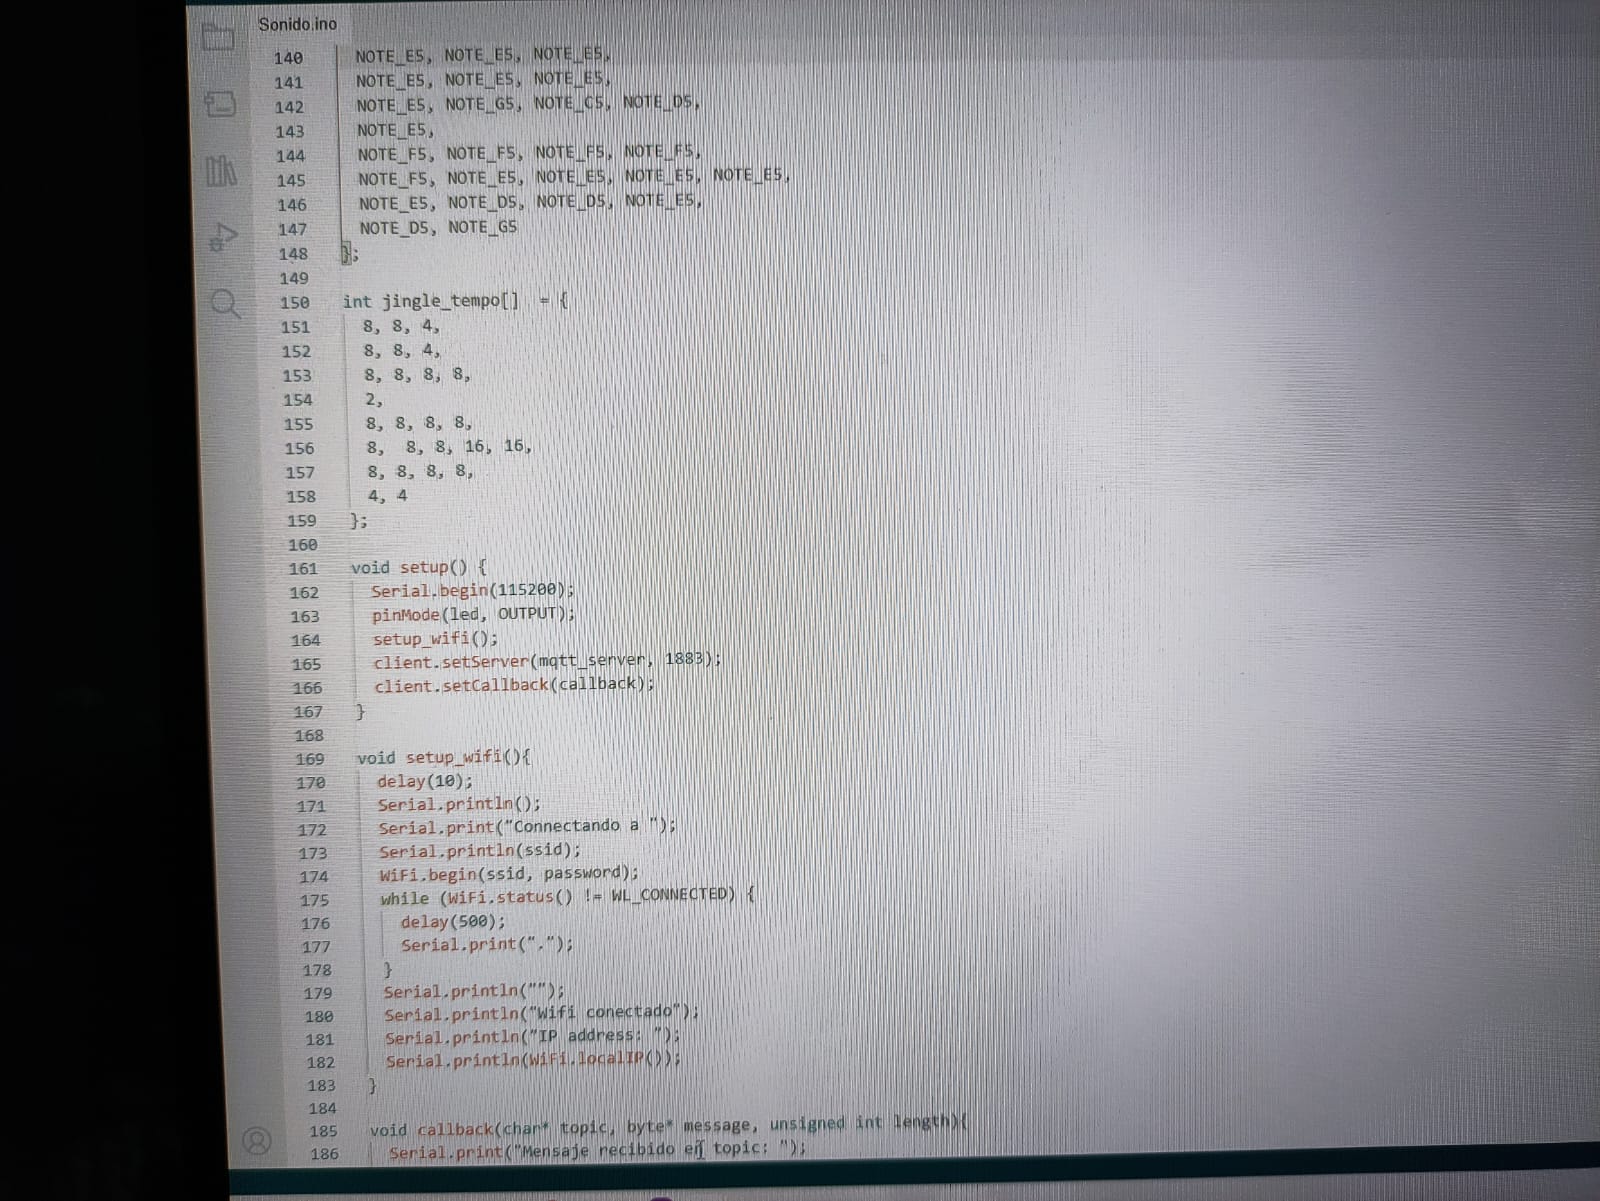 Sonido.ino
140 NOTE_E5, NOTE_E5, NOTE_E5,
141 NOTE_E5, NOTE_E5, NOTE_E5,
142 NOTE_E5, NOTE_G5, NOTE_C5, NOTE_D5,
143 NOTE_E5,
144 NOTE_F5, NOTE_F5, NOTE_F5, NOTE_F5,
145 NOTE_F5, NOTE_E5, NOTE_E5, NOTE_E5, NOTE_E5,
146 NOTE_E5, NOTE_D5, NOTE_D5, NOTE_E5,
147 NOTE_D5, NOTE_G5
148 };
149
150 int jingle_tempo[]  = {
151 8, 8, 4,
152 8, 8, 4,
153 8, 8, 8, 8,
154 2,
155 8, 8, 8, 8,
156 8,  8, 8, 16, 16,
157 8, 8, 8, 8,
158 4, 4
159 };
160
161 void setup() {
162 Serial.begin(115200);
163 pinMode(led, OUTPUT);
164 setup_wifi();
165 client.setServer(mqtt_server, 1883);
166 client.setCallback(callback);
167 }
168
169 void setup_wifi(){
170 delay(10);
171 Serial.println();
172 Serial.print("Connectando a ");
173 Serial.println(ssid);
174 WiFi.begin(ssid, password);
175 while (WiFi.status() != WL_CONNECTED) {
176 delay(500);
177 Serial.print(".");
178 }
179 Serial.println("");
180 Serial.println("Wifi conectado");
181 Serial.println("IP address: ");
182 Serial.println(WiFi.localIP());
183 }
184
185 void callback(char* topic, byte* message, unsigned int length){
186 Serial.print("Mensaje recibido en topic: ");